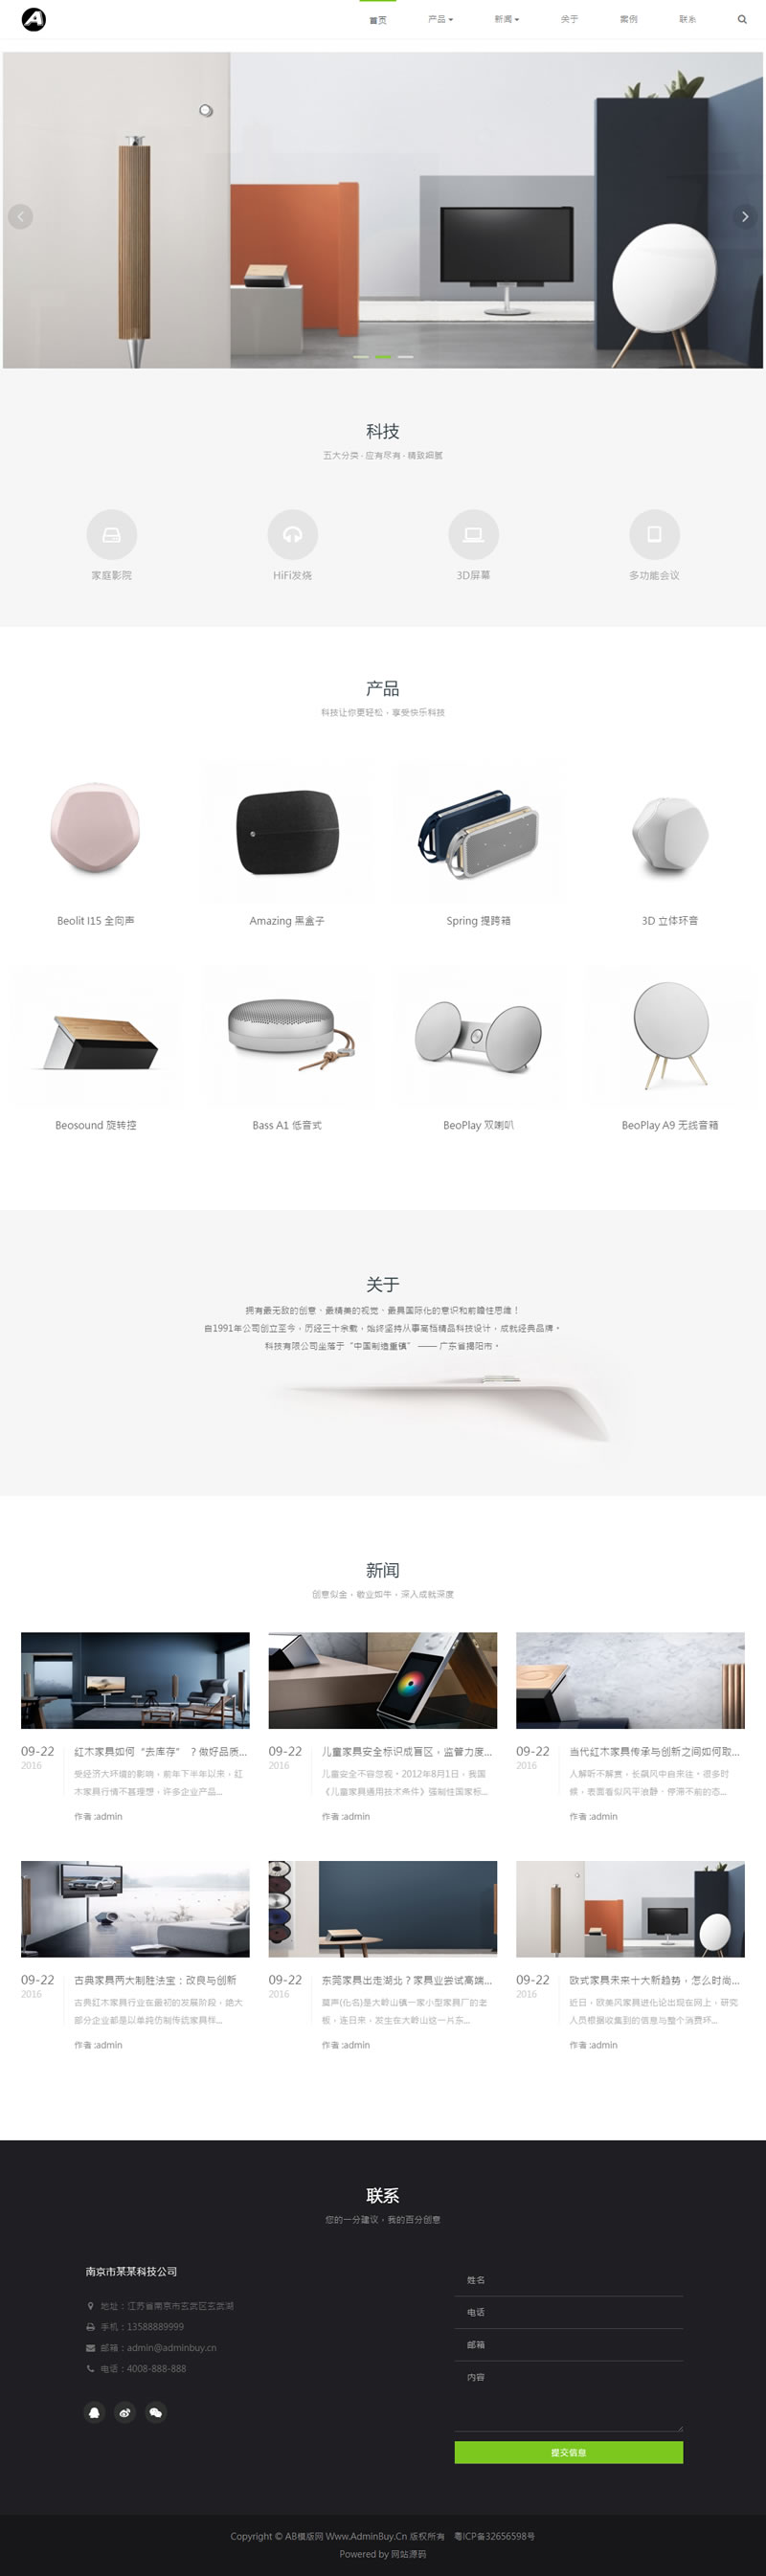 首页 产品 新闻 关于 案例 联系
科技
五大分类 - 应有尽有 - 精致细腻
家庭影院 HiFi发烧 3D屏幕 多功能会议
产品
科技让你更轻松，享受快乐科技
Beolit I15 全向声 Amazing 黑盒子 Spring 提跨箱 3D 立体环音
Beosound 旋转控 Bass A1 低音式 BeoPlay 双喇叭 BeoPlay A9 无线音箱
关于
拥有最无敌的创意、最精美的视觉、最具国际化的意识和前瞻性思维！
自1991年公司创立至今，历经三十余载，始终坚持从事高档精品科技设计，成就经典品牌。
科技有限公司坐落于“中国制造重镇” —— 广东省揭阳市。
新闻
创意似金，敬业如牛，深入成就深度
09-22
2016
红木家具如何“去库存” ？做好品质...
受经济大环境的影响，前年下半年以来，红
木家具行情不甚理想，许多企业产品...
作者 :admin
09-22
2016
儿童家具安全标识成盲区，监管力度...
儿童安全不容忽视。2012年8月1日，我国
《儿童家具通用技术条件》强制性国家标...
作者 :admin
09-22
2016
当代红木家具传承与创新之间如何取...
人解听不解赏，长飙风中自来往。很多时
候，表面看似风平浪静、停滞不前的态...
作者 :admin
09-22
2016
古典家具两大制胜法宝：改良与创新
古典红木家具行业在最初的发展阶段，绝大
部分企业都是以单纯仿制传统家具样...
作者 :admin
09-22
2016
东莞家具出走湖北？家具业尝试高端...
莫声(化名)是大岭山镇一家小型家具厂的老
板，连日来，发生在大岭山这一片东...
作者 :admin
09-22
2016
欧式家具未来十大新趋势，怎么时尚...
近日，欧美风家具进化论出现在网上，研究
人员根据收集到的信息与整个消费环...
作者 :admin
联系
您的一分建议，我的百分创意
南京市某某科技公司
地址：江苏省南京市玄武区玄武湖
手机：13588889999
邮箱：admin@adminbuy.cn
电话：4008-888-888
姓名
电话
邮箱
内容
提交信息
Copyright © AB模版网 Www.AdminBuy.Cn 版权所有 粤ICP备32656598号
Powered by 网站源码